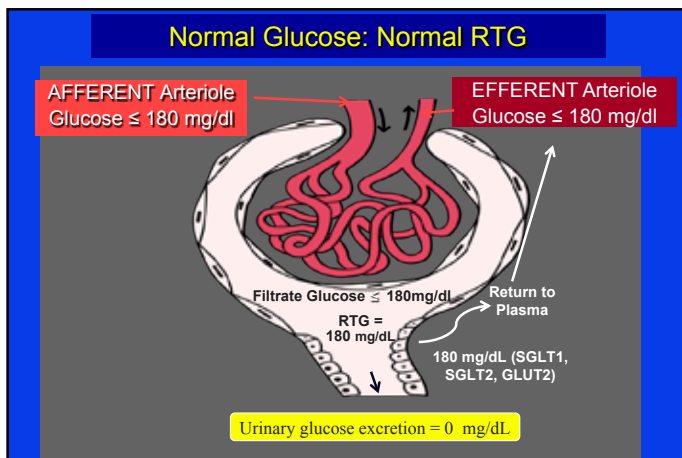 Normal Glucose: Normal RTG
AFFERENT Arteriole
Glucose ≤ 180 mg/dl
EFFERENT Arteriole
Glucose ≤ 180 mg/dl
Filtrate Glucose ≤ 180mg/dL
RTG =
180 mg/dL
Return to
Plasma
180 mg/dL (SGLT1,
SGLT2, GLUT2)
Urinary glucose excretion = 0 mg/dL